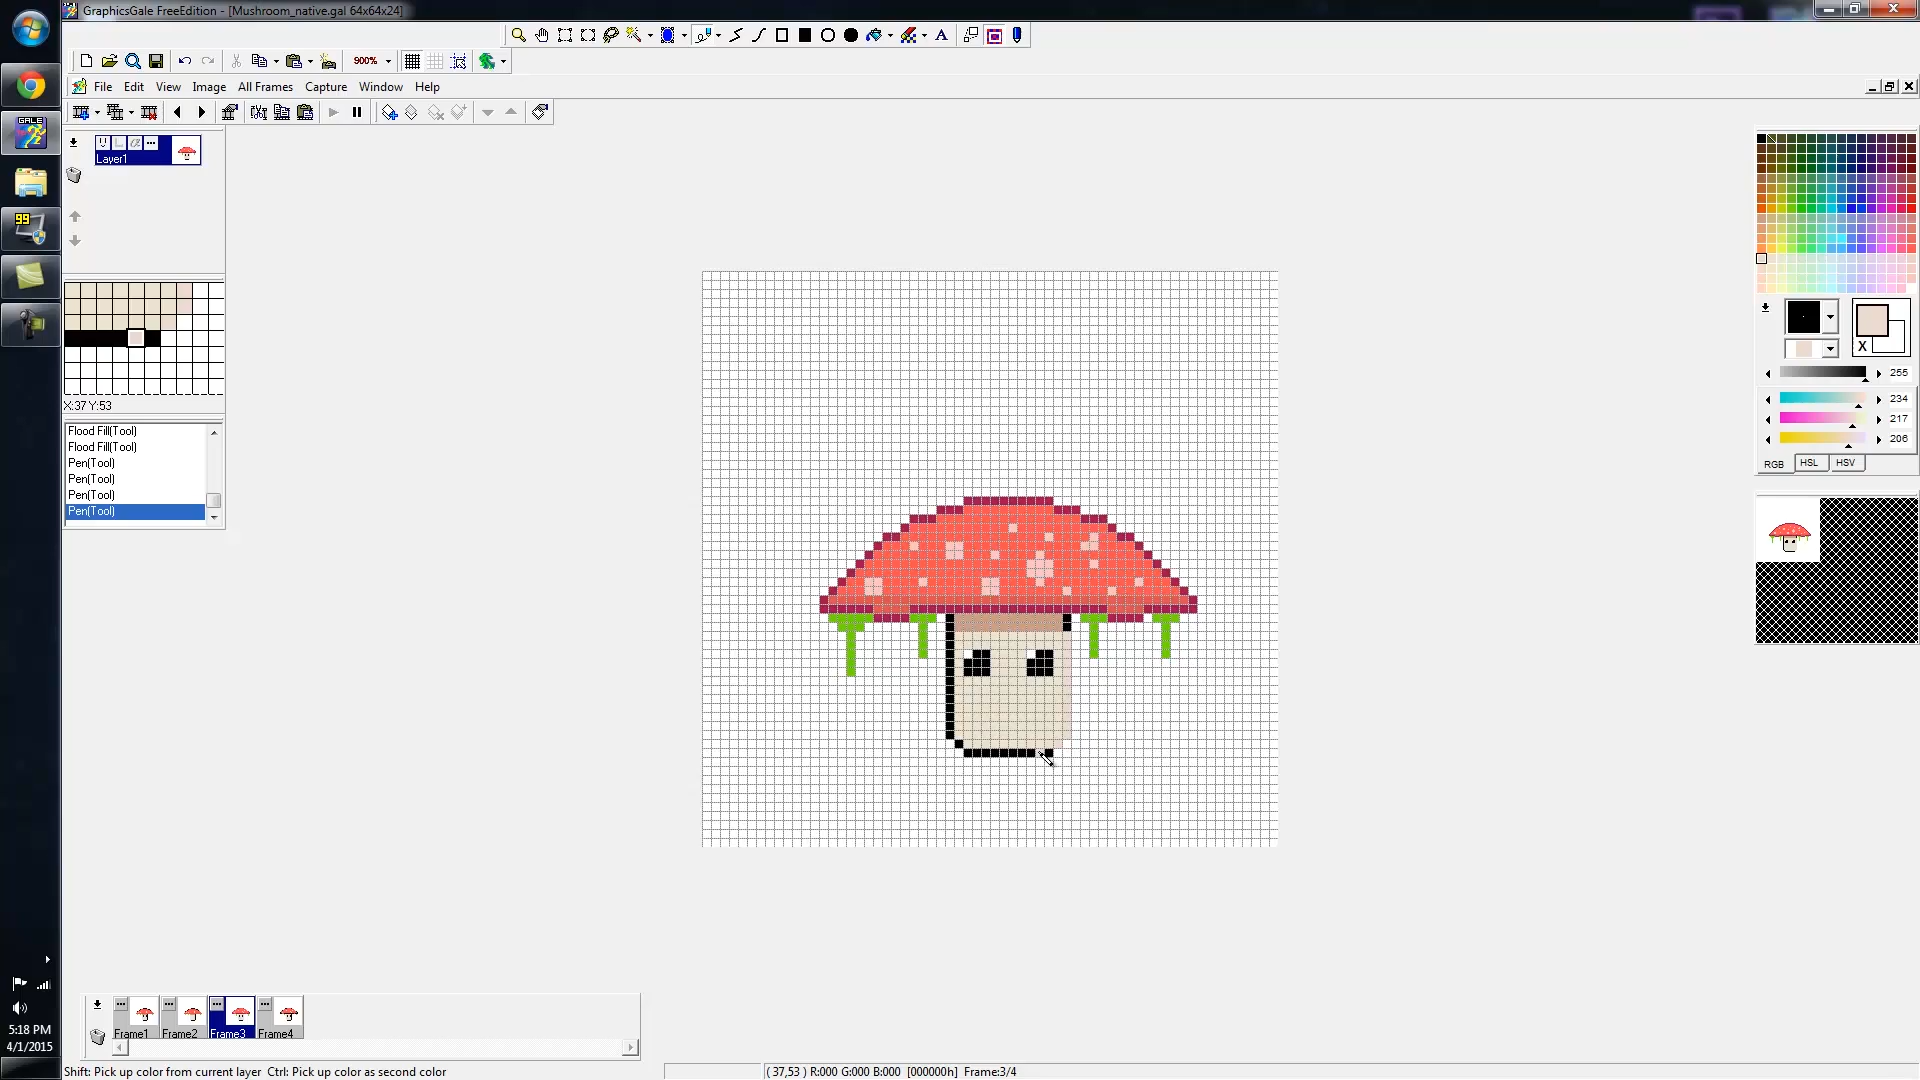 GraphicsGale FreeEdition - [Mushroom_native.gal 64x64x24]
900%
File Edit View Image All Frames Capture Window Help
GALE
Layer1
99
X:37 Y:53
Flood Fill(Tool)
Flood Fill(Tool)
Pen(Tool)
Pen(Tool)
Pen(Tool)
Pen(Tool)
X
255
234
217
206
RGB HSL HSV
Frame1 Frame2 Frame3 Frame4
5:18 PM
4/1/2015
Shift: Pick up color from current layer Ctrl: Pick up color as second color
( 37,53 ) R:000 G:000 B:000 [000000h] Frame:3/4